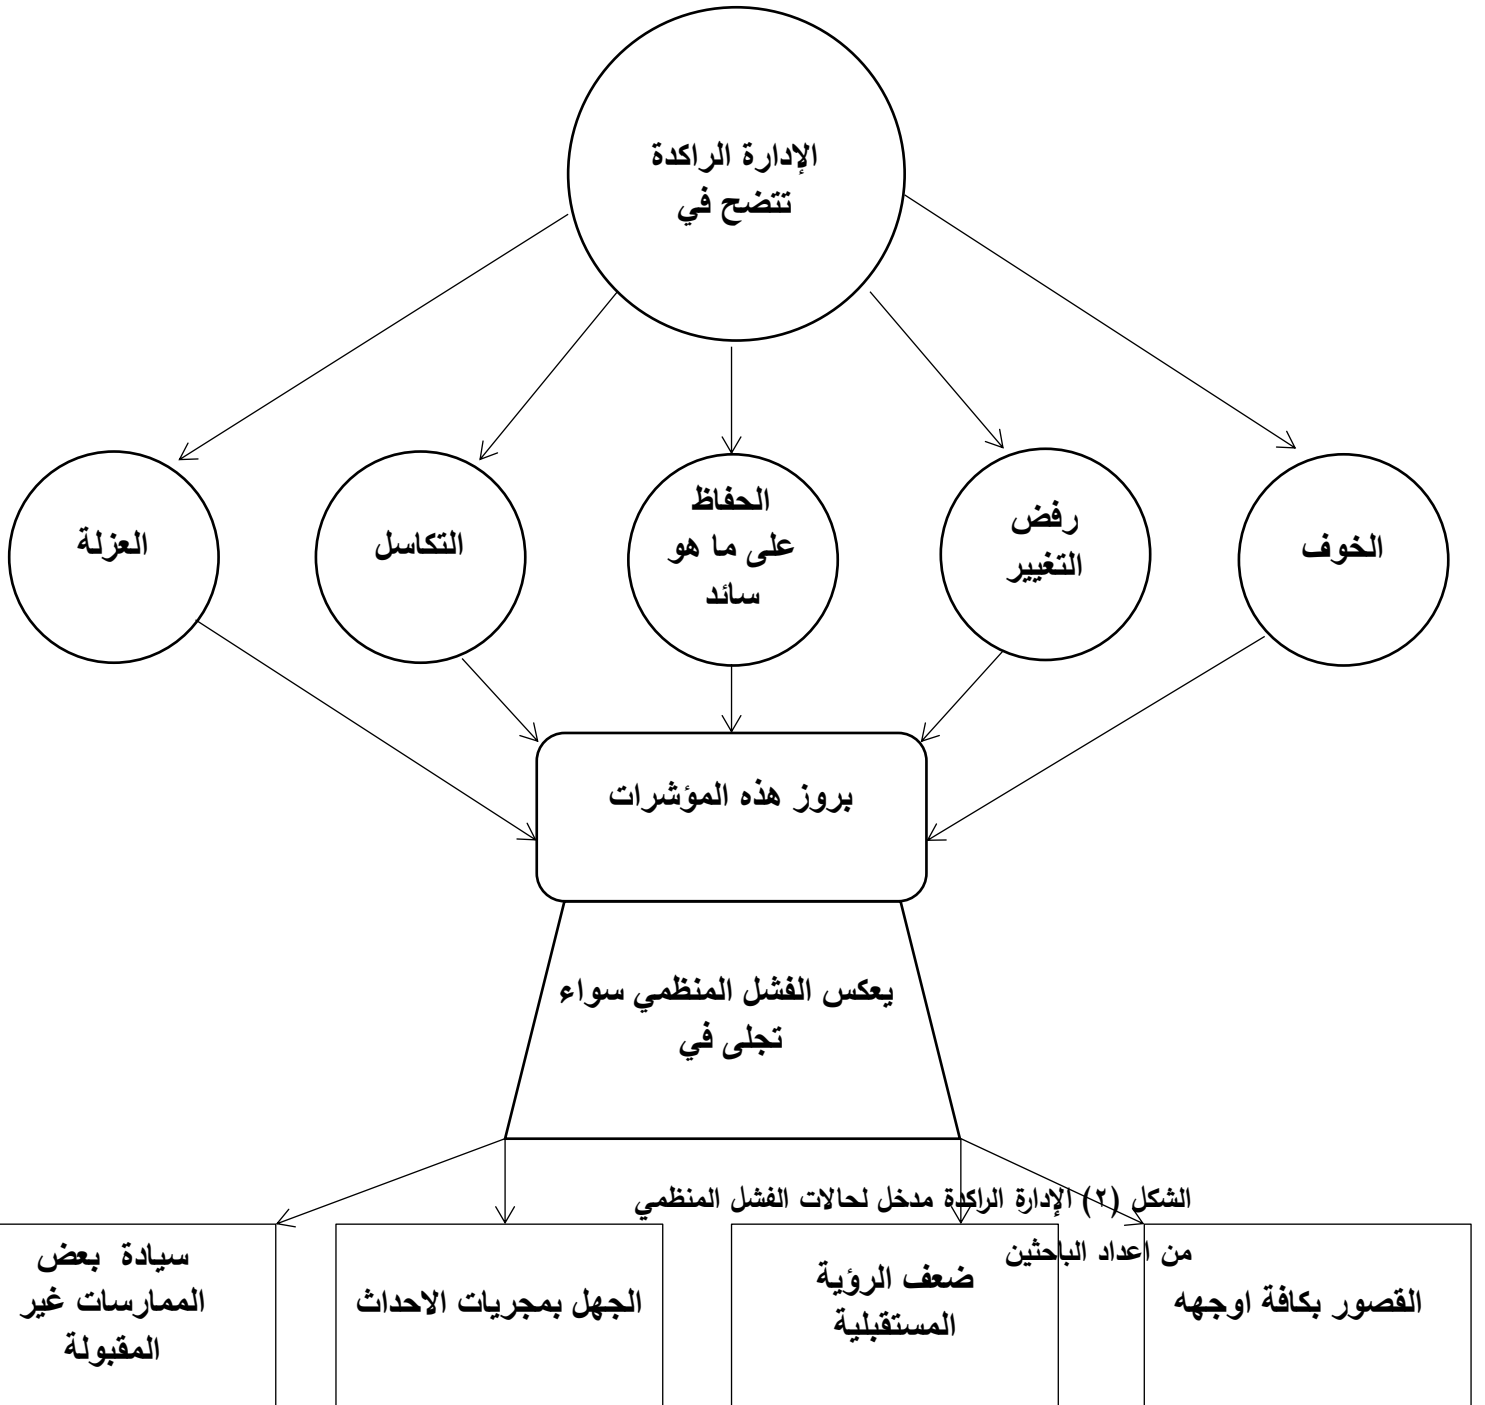 الإدارة الراكدة
تتضح في
الخوف
رفض
التغيير
الحفاظ
على ما هو
سائد
التكاسل
العزلة
بروز هذه المؤشرات
يعكس الفشل المنظمي سواء
تجلى في
الشكل (٢) الإدارة الراكدة مدخل لحالات الفشل المنظمي
من اعداد الباحثين
القصور بكافة اوجهه
ضعف الرؤية
المستقبلية
الجهل بمجريات الاحداث
سيادة بعض
الممارسات غير
المقبولة